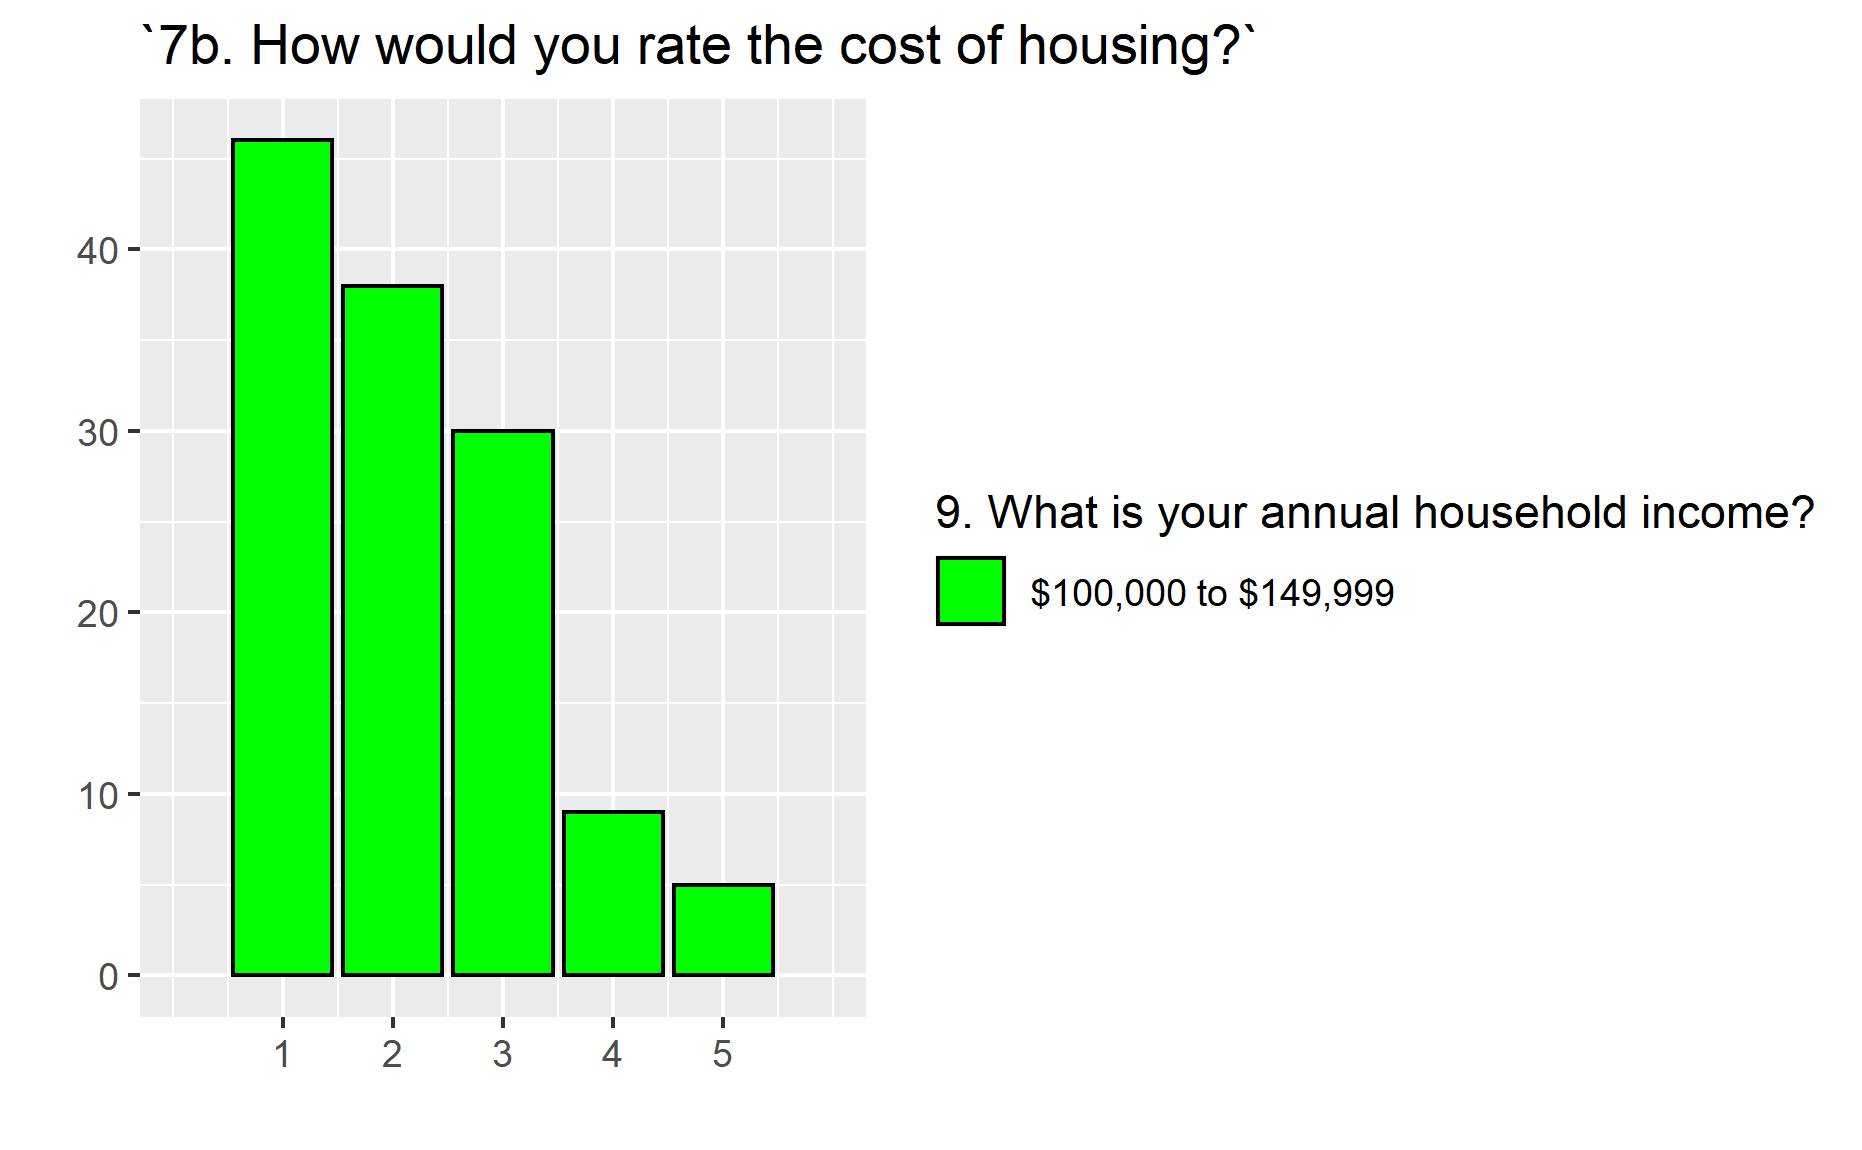 `7b. How would you rate the cost of housing?`
40
30
20
10
0
1 2 3 4 5
9. What is your annual household income?
$100,000 to $149,999